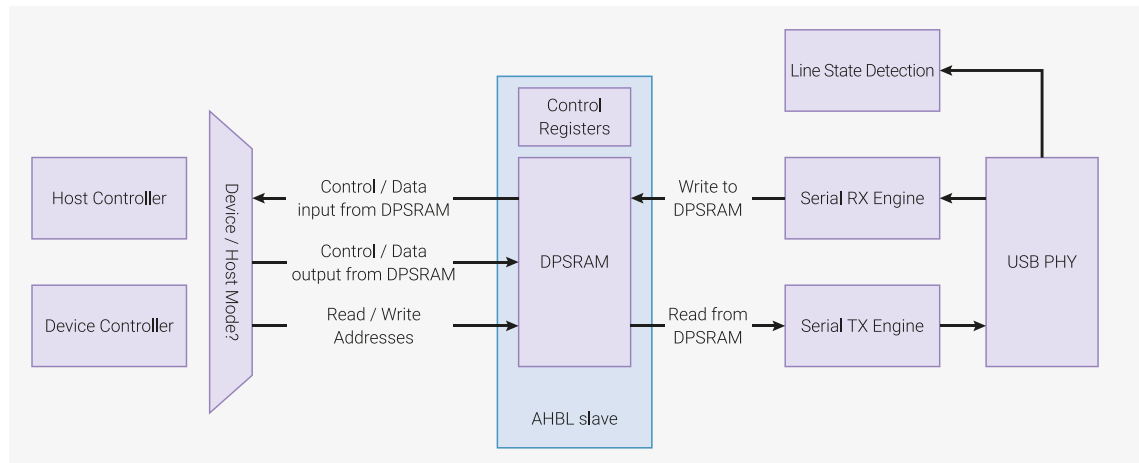 Host Controller
Device Controller
Device / Host Mode?
Control / Data
input from DPSRAM
Control / Data
output from DPSRAM
Read / Write
Addresses
Control
Registers
DPSRAM
AHBL slave
Write to
DPSRAM
Read from
DPSRAM
Line State Detection
Serial RX Engine
Serial TX Engine
USB PHY